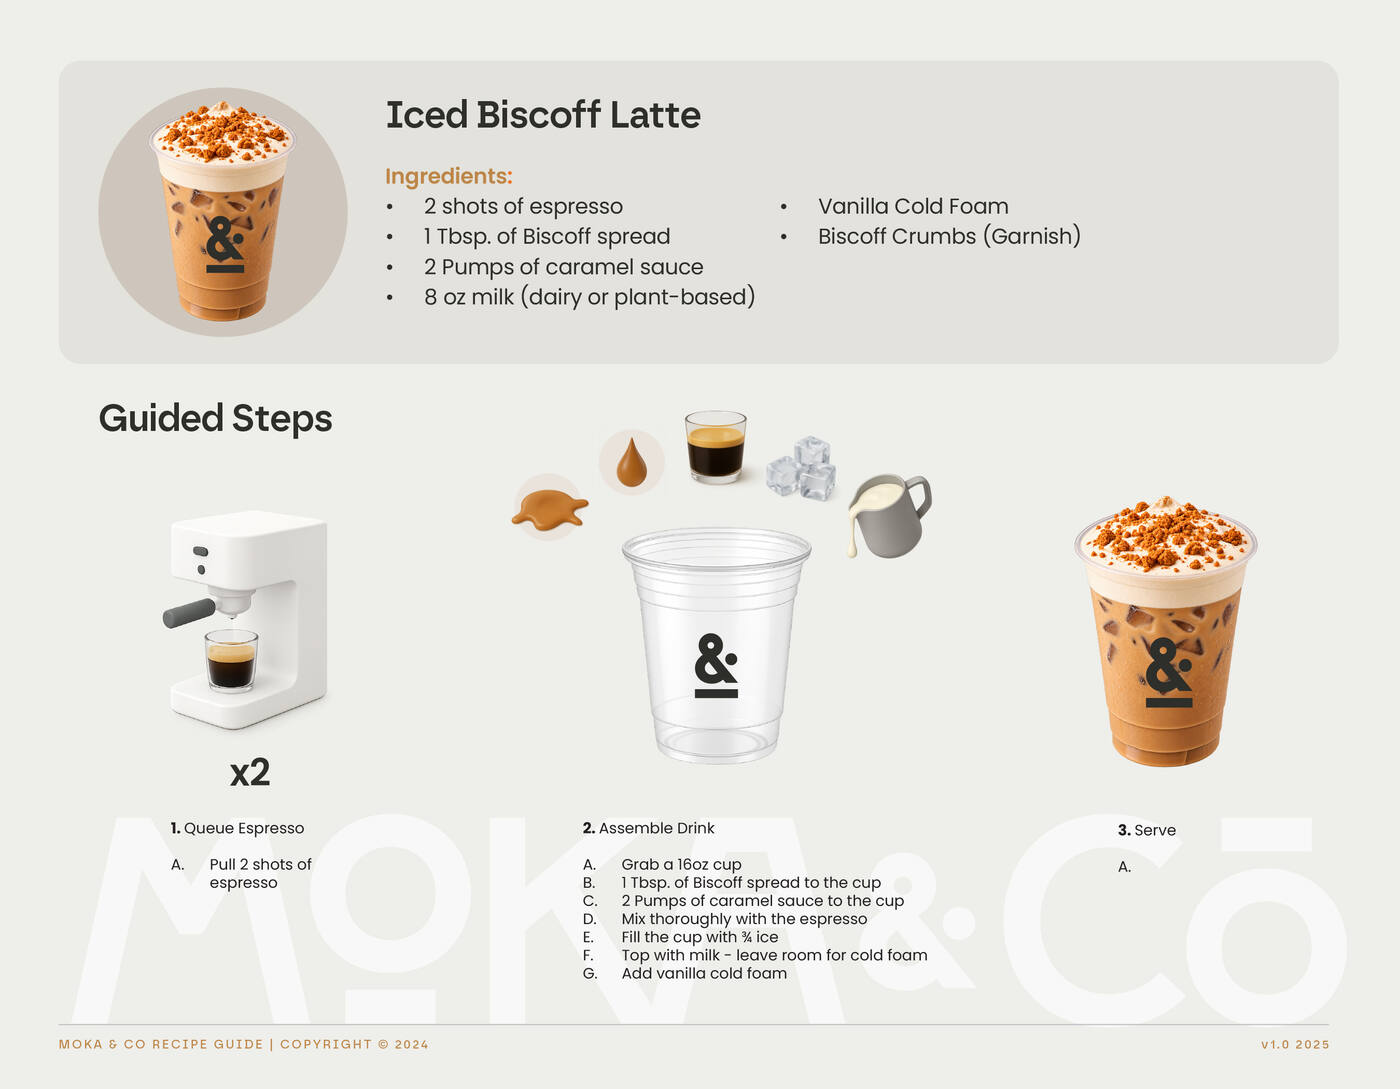 Iced Biscoff Latte
Ingredients:
• 2 shots of espresso
• 1 Tbsp. of Biscoff spread
• 2 Pumps of caramel sauce
• 8 oz milk (dairy or plant-based)
• Vanilla Cold Foam
• Biscoff Crumbs (Garnish)
&
Guided Steps
&
&
x2
1. Queue Espresso
A. Pull 2 shots of
espresso
2. Assemble Drink
A. Grab a 16oz cup
B. 1 Tbsp. of Biscoff spread to the cup
C. 2 Pumps of caramel sauce to the cup
D. Mix thoroughly with the espresso
E. Fill the cup with ¾ ice
F. Top with milk - leave room for cold foam
G. Add vanilla cold foam
3. Serve
A.
MOKA & CŌ
MOKA & CO RECIPE GUIDE | COPYRIGHT © 2024
v1.0 2025